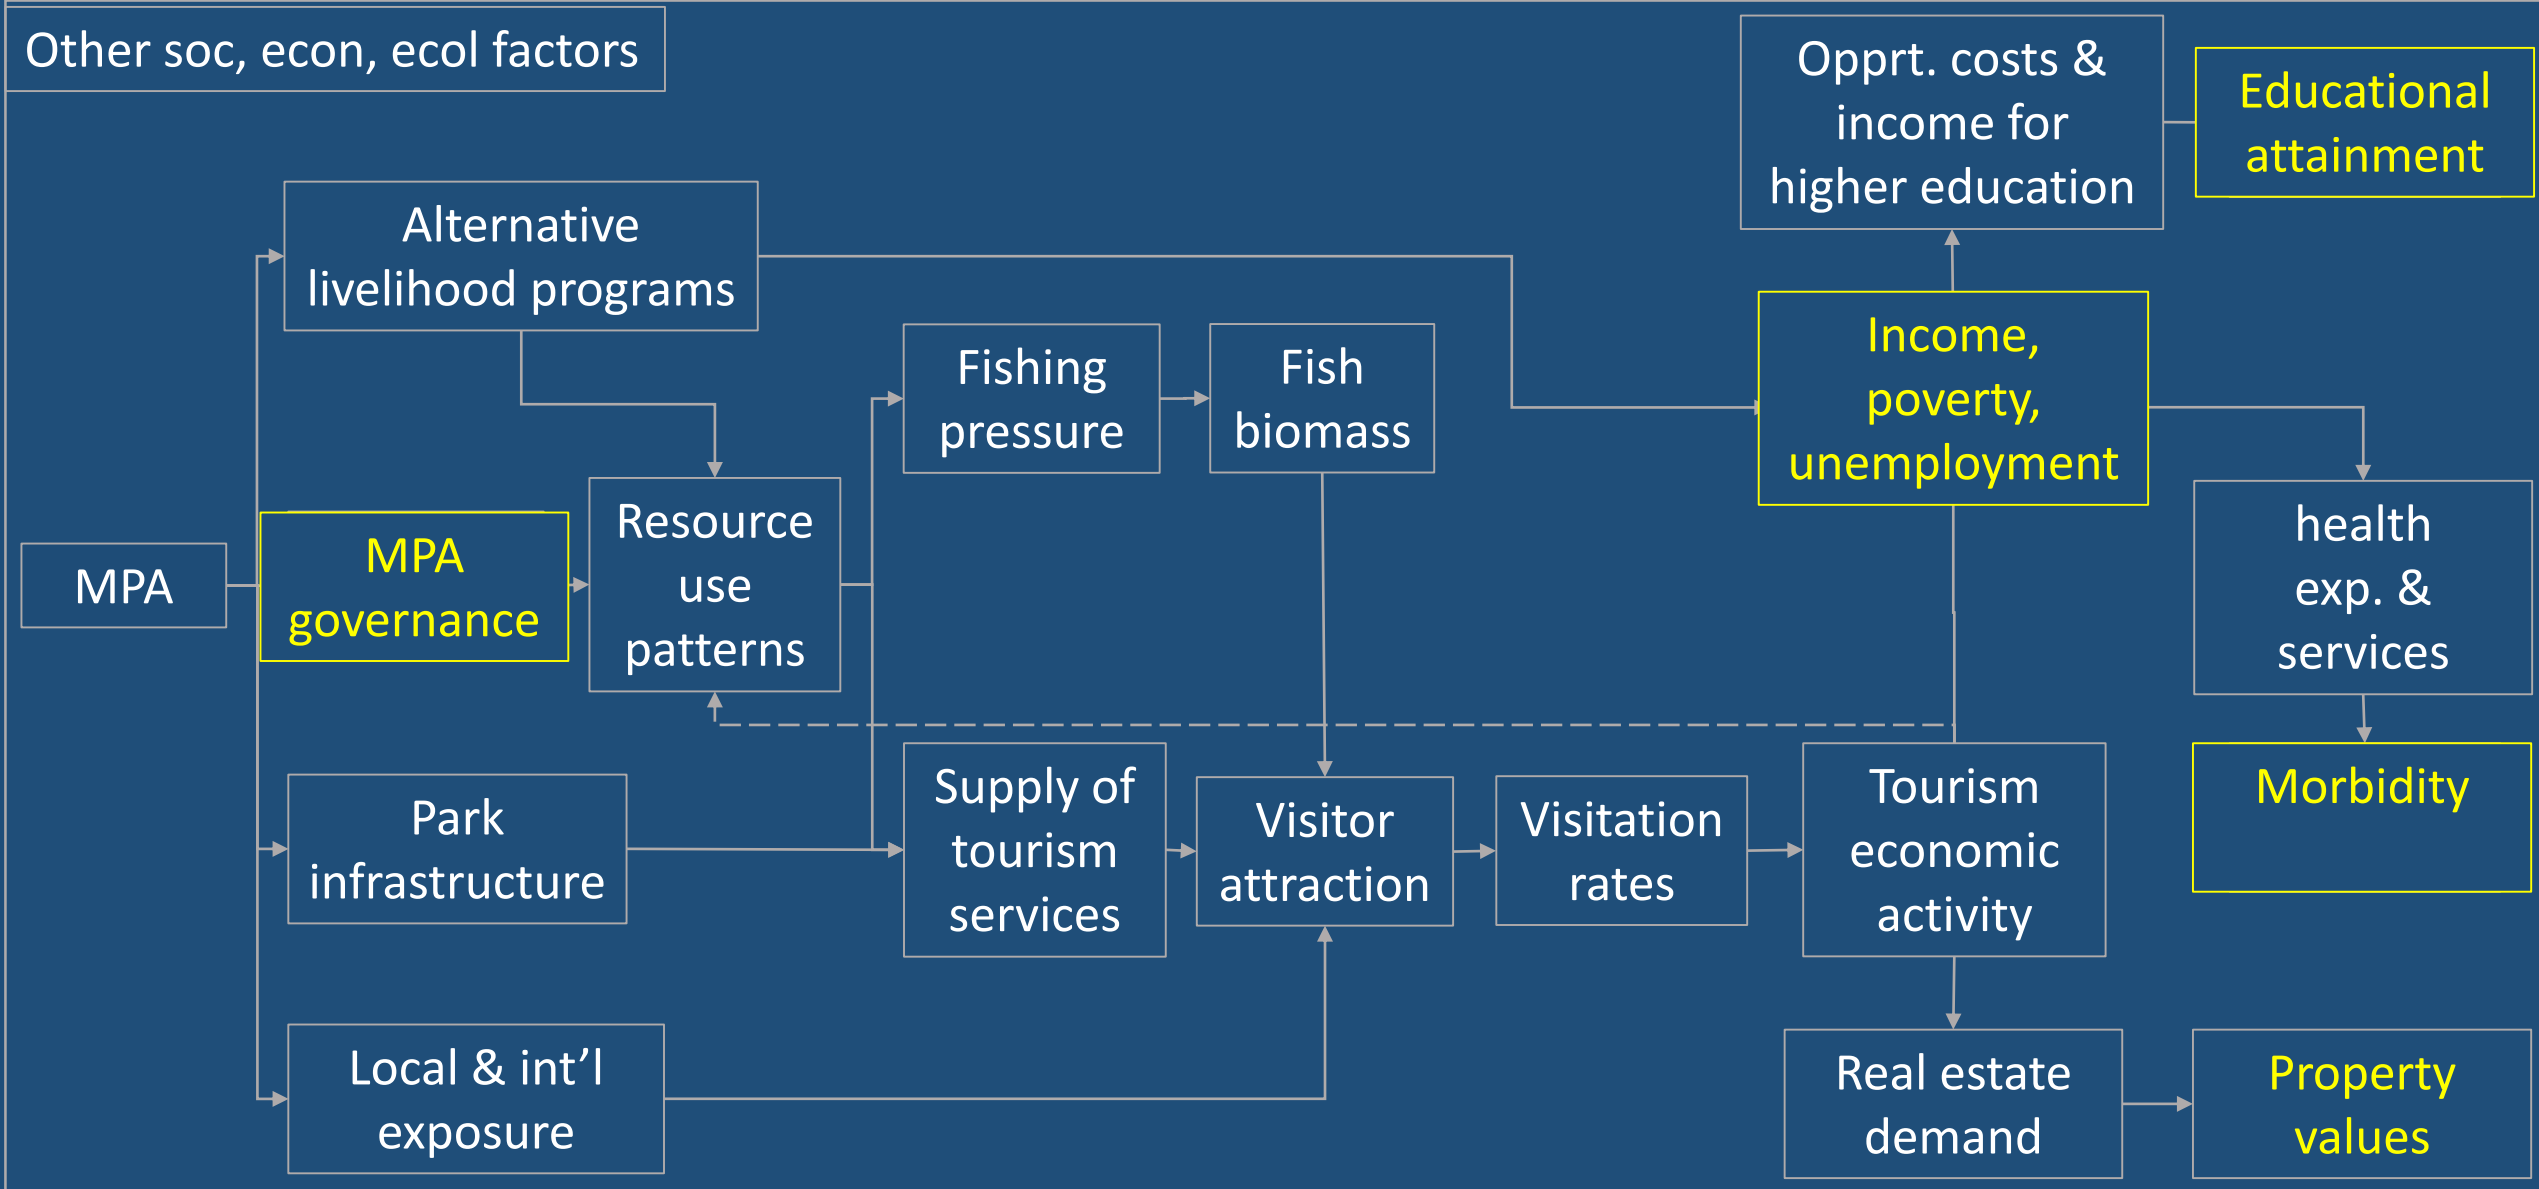 Other soc, econ, ecol factors
Opprt. costs &
income for
higher education
Educational
attainment
Alternative
livelihood programs
Fishing
pressure
Fish
biomass
Income,
poverty,
unemployment
MPA
MPA
governance
Resource
use
patterns
health
exp. &
services
Park
infrastructure
Supply of
tourism
services
Visitor
attraction
Visitation
rates
Tourism
economic
activity
Morbidity
Local & int’l
exposure
Real estate
demand
Property
values